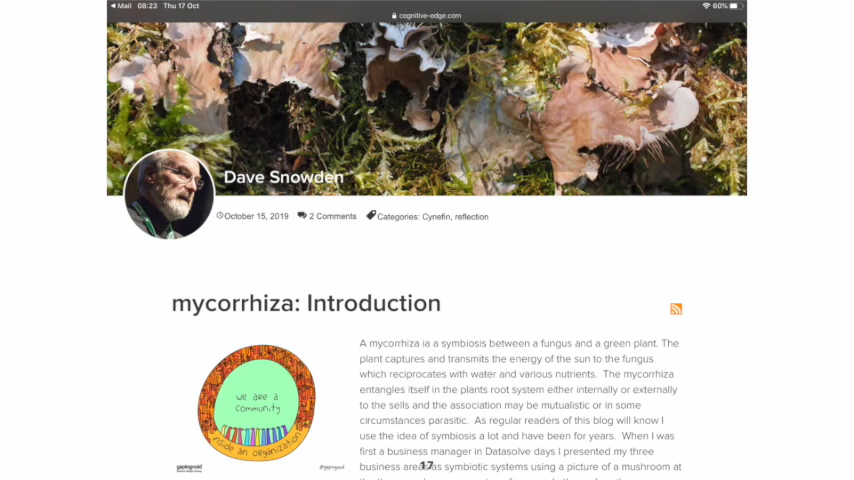 Mail 08:23 Thu 17 Oct
60%
cognitive-edge.com
Dave Snowden
October 15, 2019 2 Comments Categories: Cynefin, reflection
mycorrhiza: Introduction
we are a
community
inside an organization
gapingvoid
@gapingvoid
A mycorrhiza ia a symbiosis between a fungus and a green plant. The
plant captures and transmits the energy of the sun to the fungus
which reciprocates with water and various nutrients. The mycorrhiza
entangles itself in the plants root system either internally or externally
to the sells and the association may be mutualistic or in some
circumstances parasitic. As regular readers of this blog will know I
use the idea of symbiosis a lot and have been for years. When I was
first a business manager in Datasolve days I presented my three
business areas as symbiotic systems using a picture of a mushroom at
17